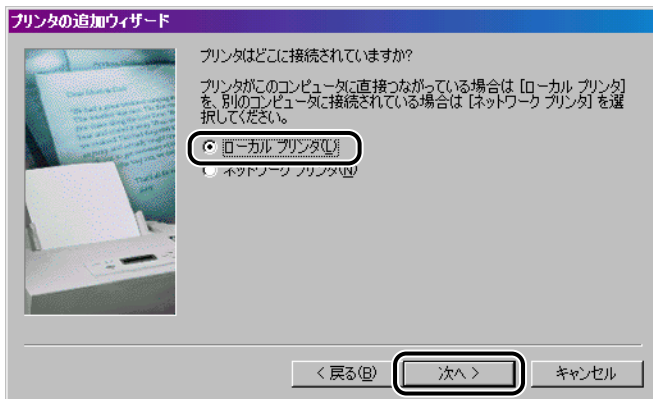 プリンタの追加ウィザード
プリンタはどこに接続されていますか?
プリンタがこのコンピュータに直接つながっている場合は [ローカル プリンタ]
を、別のコンピュータに接続されている場合は [ネットワーク プリンタ] を選
択してください。
ローカル プリンタ(L)
ネットワーク プリンタ(N)
< 戻る(B)
次へ >
キャンセル